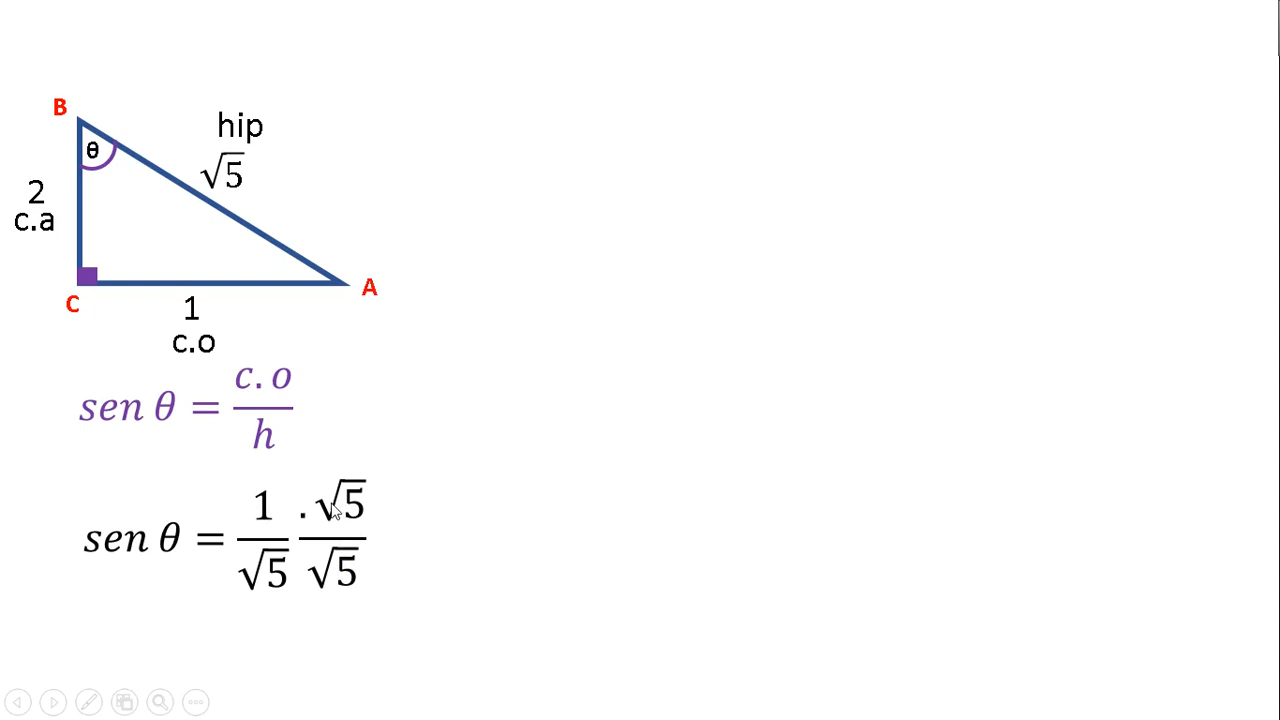 B
hip
θ
√5
2
c.a
C
A
1
c.o
sen θ = c.o / h
sen θ = 1 / √5 . √5 / √5